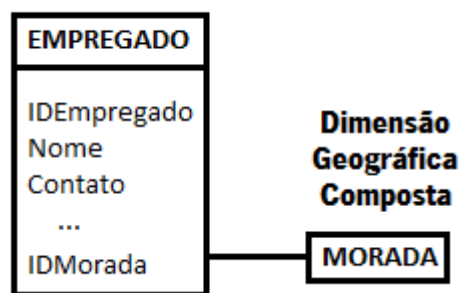 EMPREGADO
IDEmpregado
Nome
Contato
...
IDMorada
Dimensão
Geográfica
Composta
MORADA